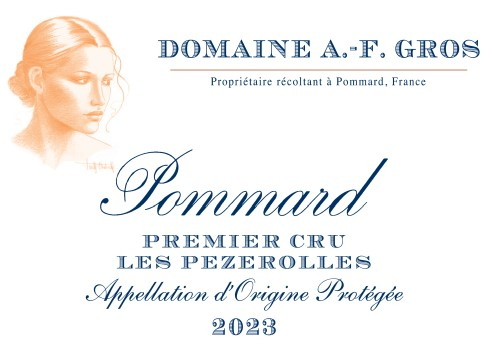 DOMAINE A.-F. GROS
Propriétaire récoltant à Pommard, France
Pommard
PREMIER CRU
LES PEZEROLLES
Appellation d'Origine Protégée
2023